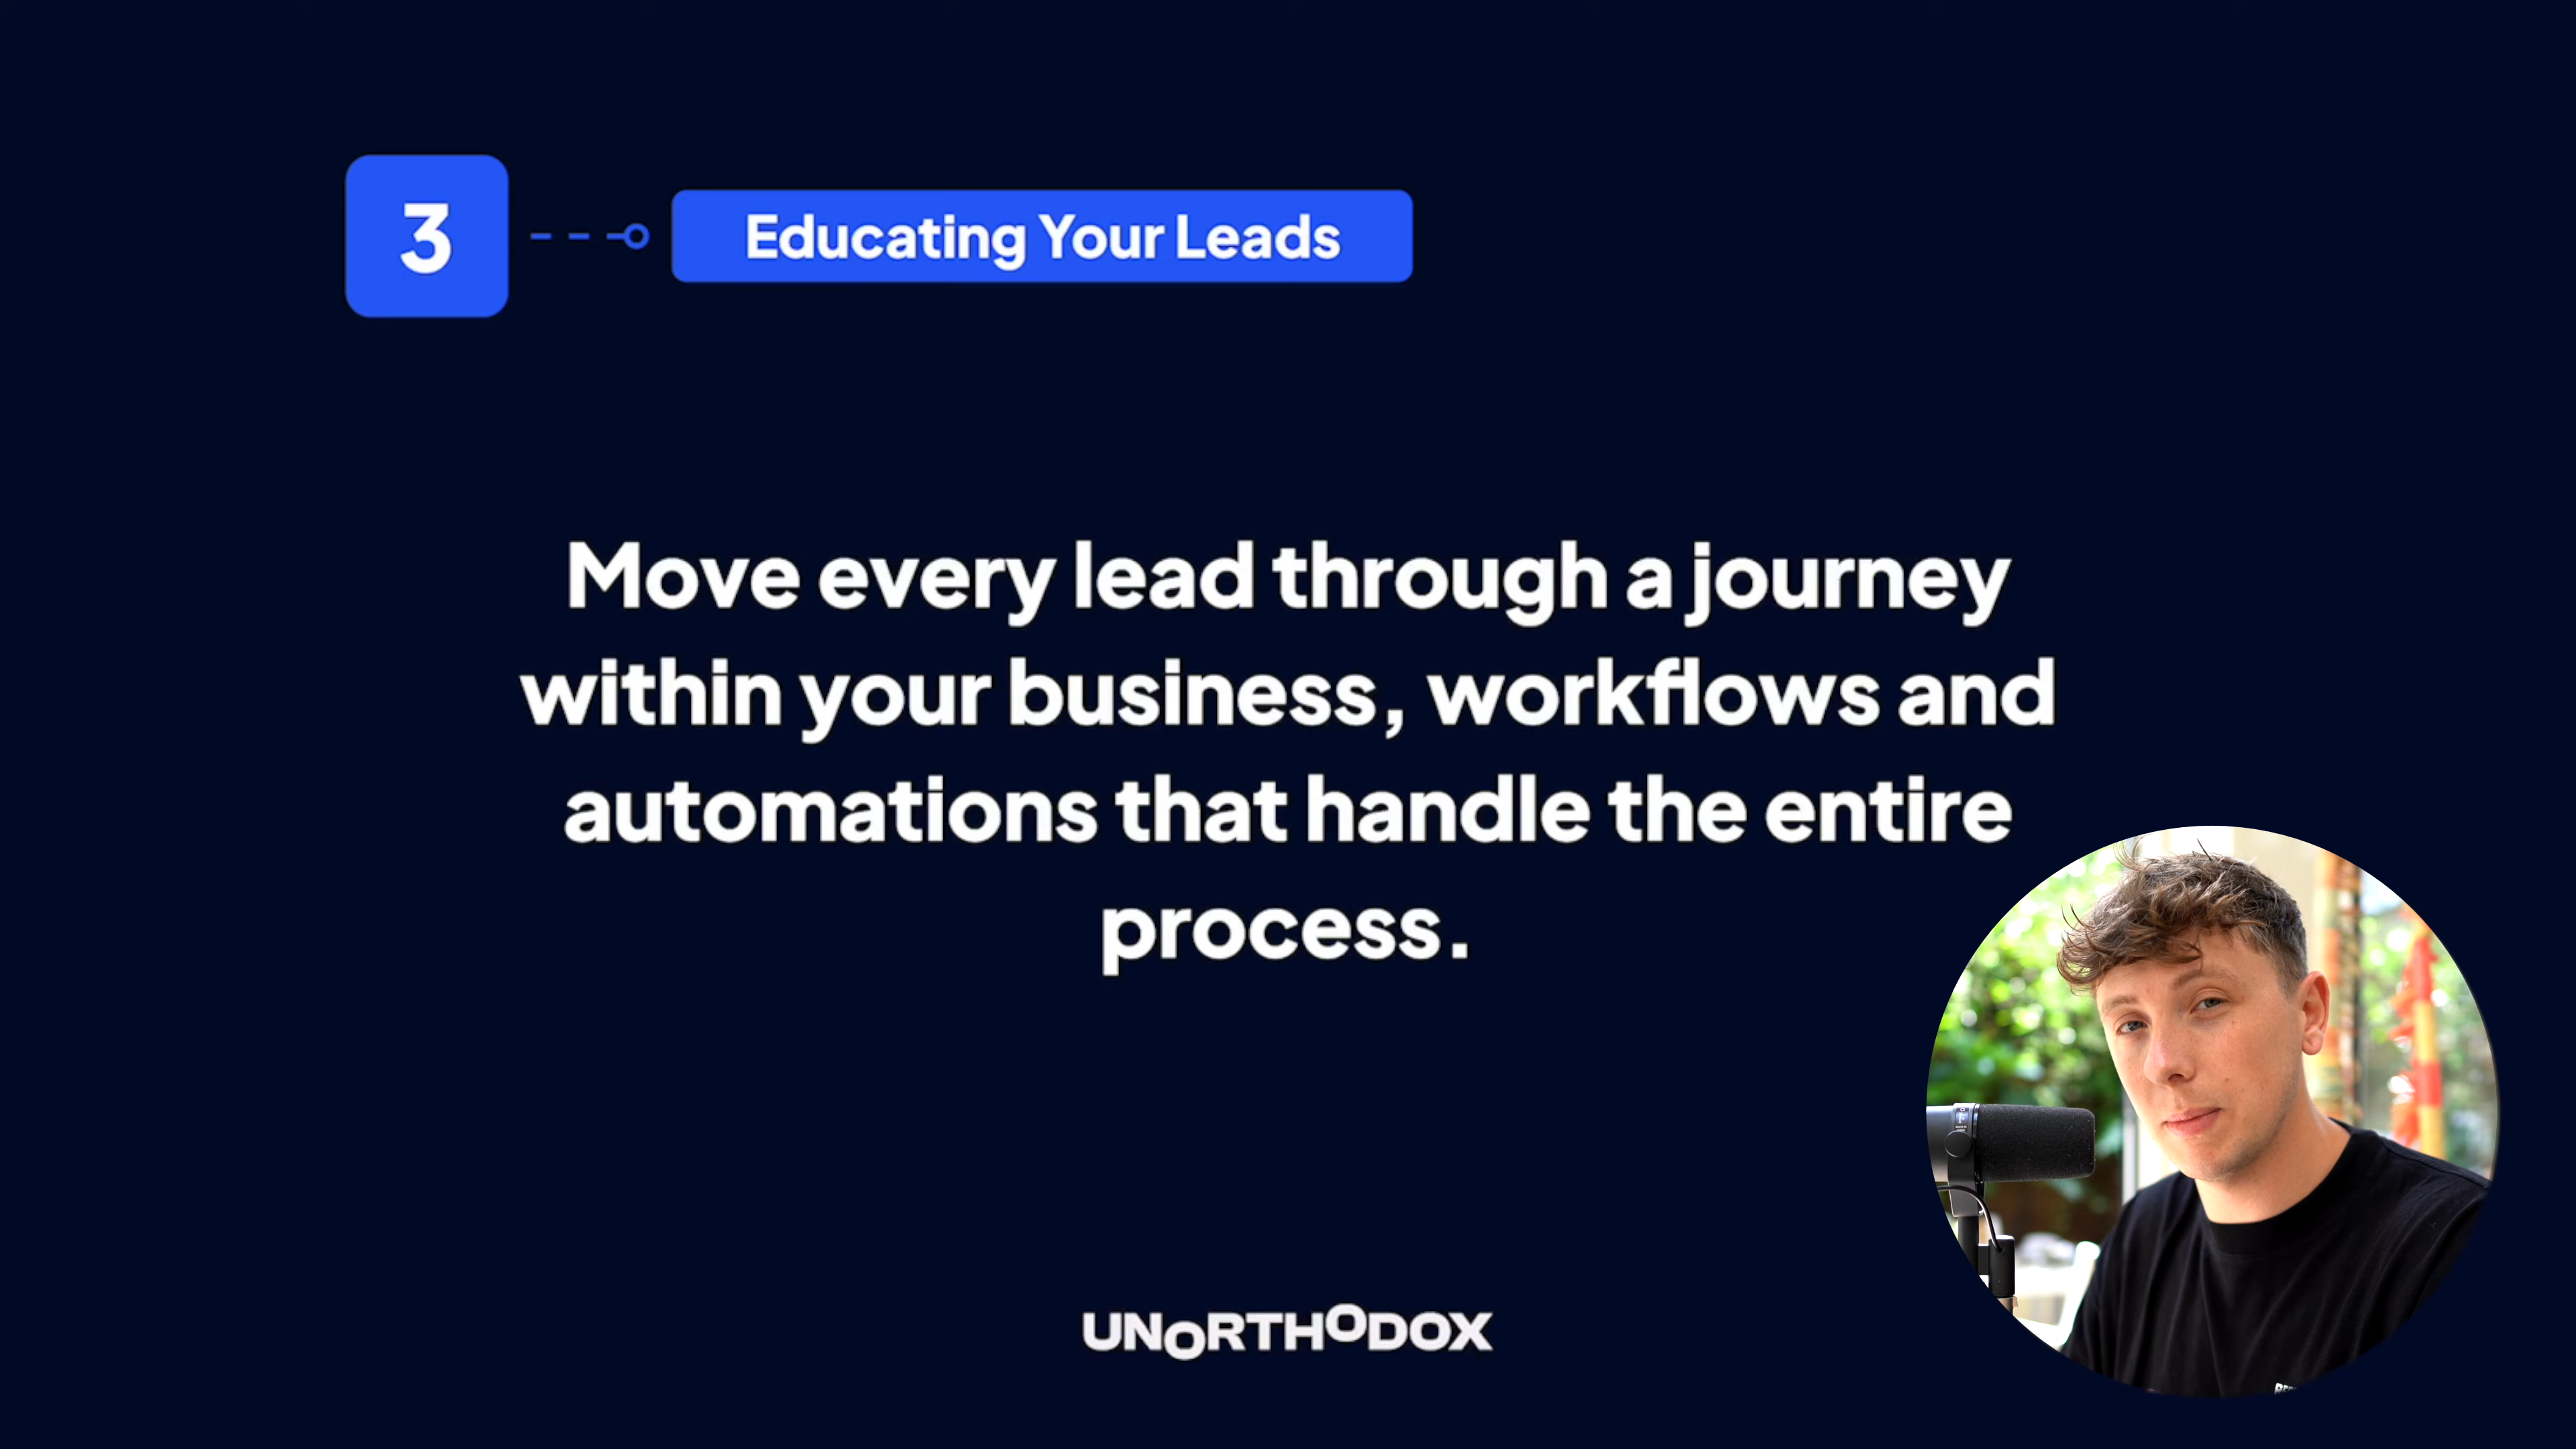 3
Educating Your Leads
Move every lead through a journey
within your business, workflows and
automations that handle the entire
process.
UNORTHODOX